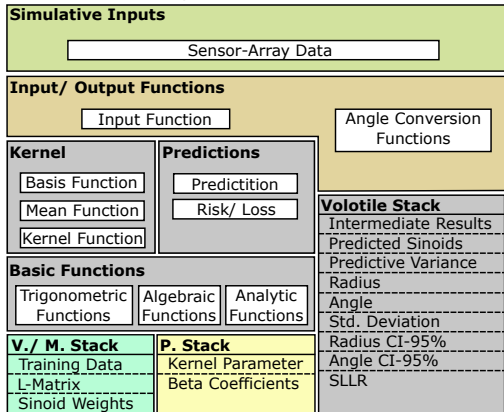 Simulative Inputs
Sensor-Array Data
Input/ Output Functions
Input Function
Angle Conversion
Functions
Kernel
Basis Function
Mean Function
Kernel Function
Predictions
Predictition
Risk/ Loss
Volotile Stack
Intermediate Results
Predicted Sinoids
Predictive Variance
Radius
Angle
Std. Deviation
Radius CI-95%
Angle CI-95%
SLLR
Basic Functions
Trigonometric
Functions
Algebraic
Functions
Analytic
Functions
V./ M. Stack
Training Data
L-Matrix
Sinoid Weights
P. Stack
Kernel Parameter
Beta Coefficients